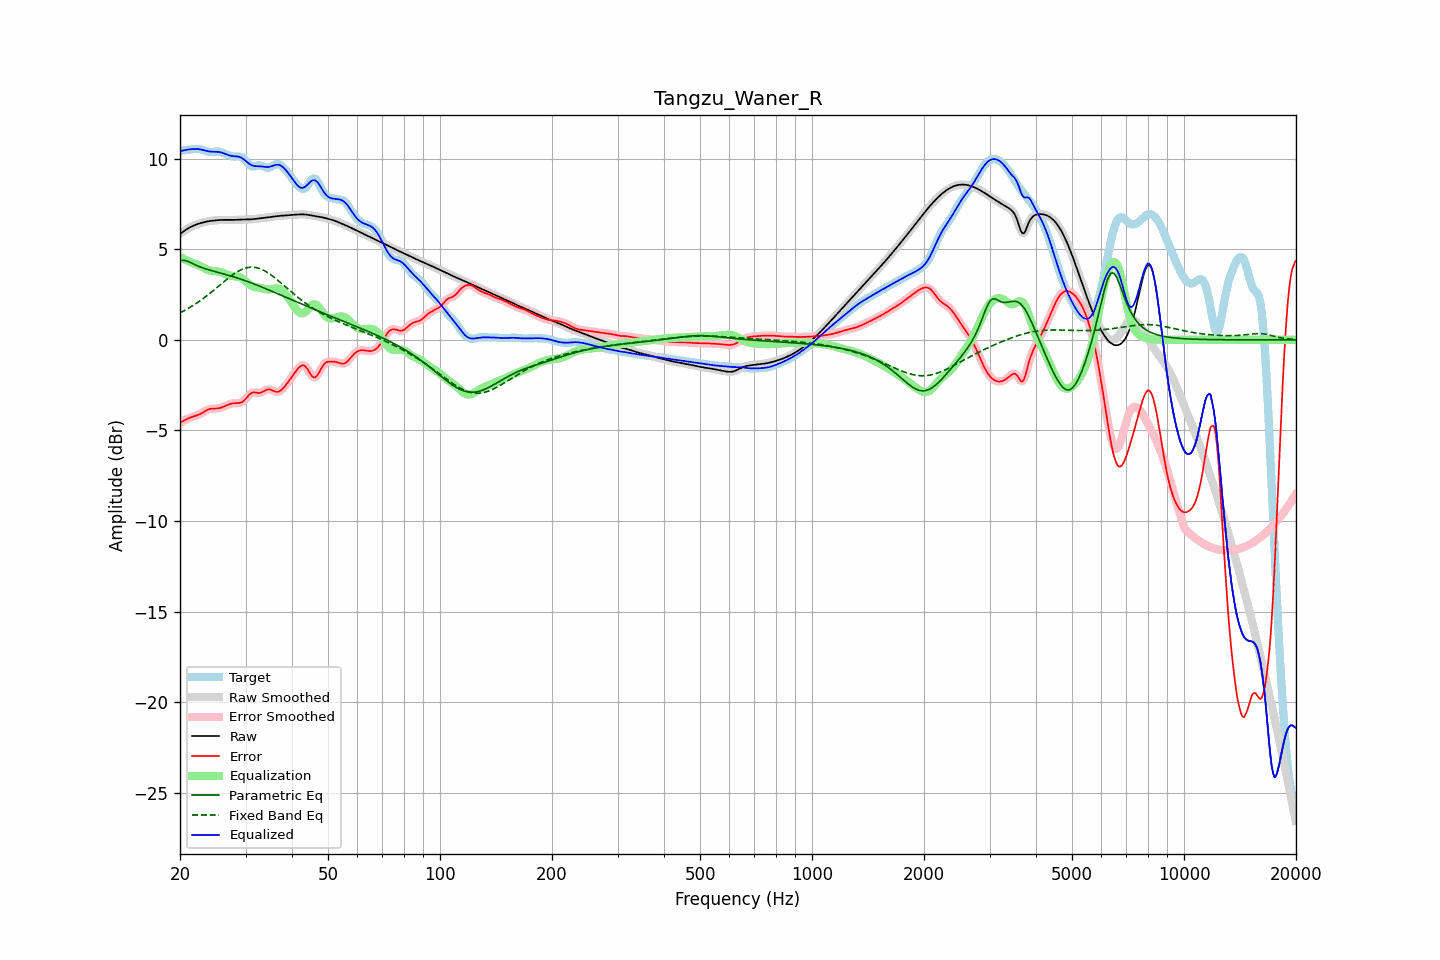 Tangzu_Waner_R
10
5
0
−5
−10
−15
−20
−25
Amplitude (dBr)
Target
Raw Smoothed
Error Smoothed
Raw
Error
Equalization
Parametric Eq
Fixed Band Eq
Equalized
20 50 100 200 500 1000 2000 5000 10000 20000
Frequency (Hz)